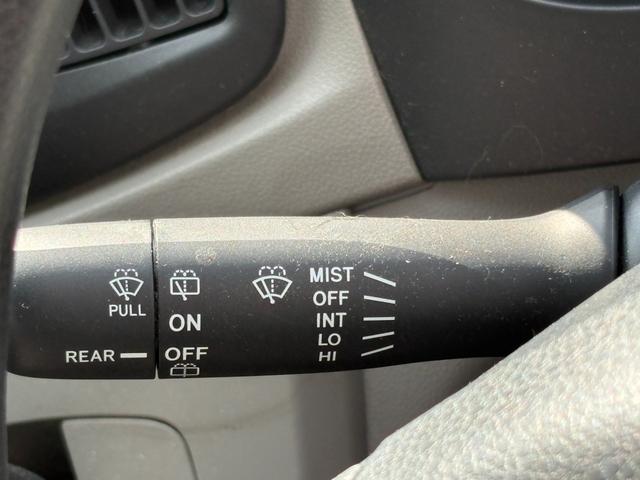 PULL
REAR
ON
OFF
MIST
OFF
INT
LO
HI